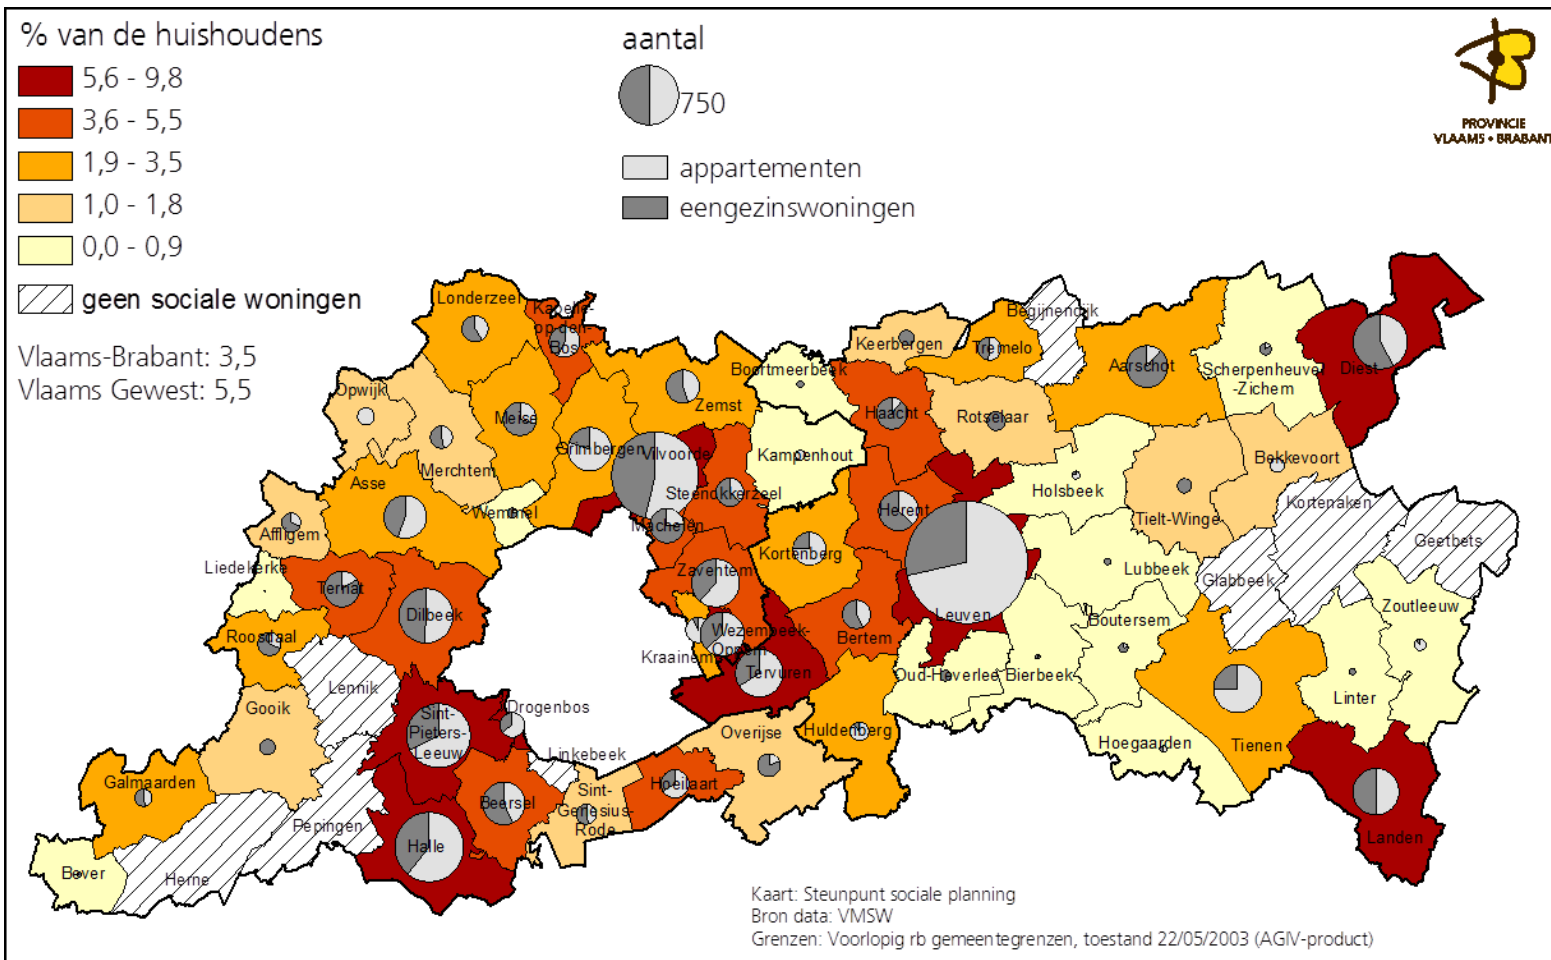 % van de huishoudens
5,6 - 9,8
3,6 - 5,5
1,9 - 3,5
1,0 - 1,8
0,0 - 0,9
geen sociale woningen
Vlaams-Brabant: 3,5
Vlaams Gewest: 5,5
aantal
750
appartementen
eengezinswoningen
PROVINCIE
VLAAMS • BRABANT
Londerzeel
Kapelle-
op-den-
Bos
Opwijk
Meise
Merchtem
Zemst
Grimbergen
Vilvoorde
Asse
Wemmel
Affligem
Liedekerke
Ternat
Dilbeek
Roosdaal
Lennik
Gooik
Galmaarden
Bever
Herne
Pepingen
Sint-
Pieters-
Leeuw
Drogenbos
Linkebeek
Beersel
Halle
Sint-
Genesius-
Rode
Hoeilaart
Overijse
Huldenberg
Tervuren
Wezembeek-
Oppem
Kraainem
Zaventem
Machelen
Steenokkerzeel
Kampenhout
Boortmeerbeek
Kortenberg
Bertem
Herent
Haacht
Keerbergen
Tremelo
Begijnendijk
Rotselaar
Aarschot
Scherpenheuvel
-Zichem
Diest
Holsbeek
Tielt-Winge
Bekkevoort
Kortenaken
Geetbets
Glabbeek
Lubbeek
Leuven
Boutersem
Bierbeek
Oud-Heverlee
Zoutleeuw
Linter
Hoegaarden
Tienen
Landen
Kaart: Steunpunt sociale planning
Bron data: VMSW
Grenzen: Voorlopig rb gemeentegrenzen, toestand 22/05/2003 (AGIV-product)